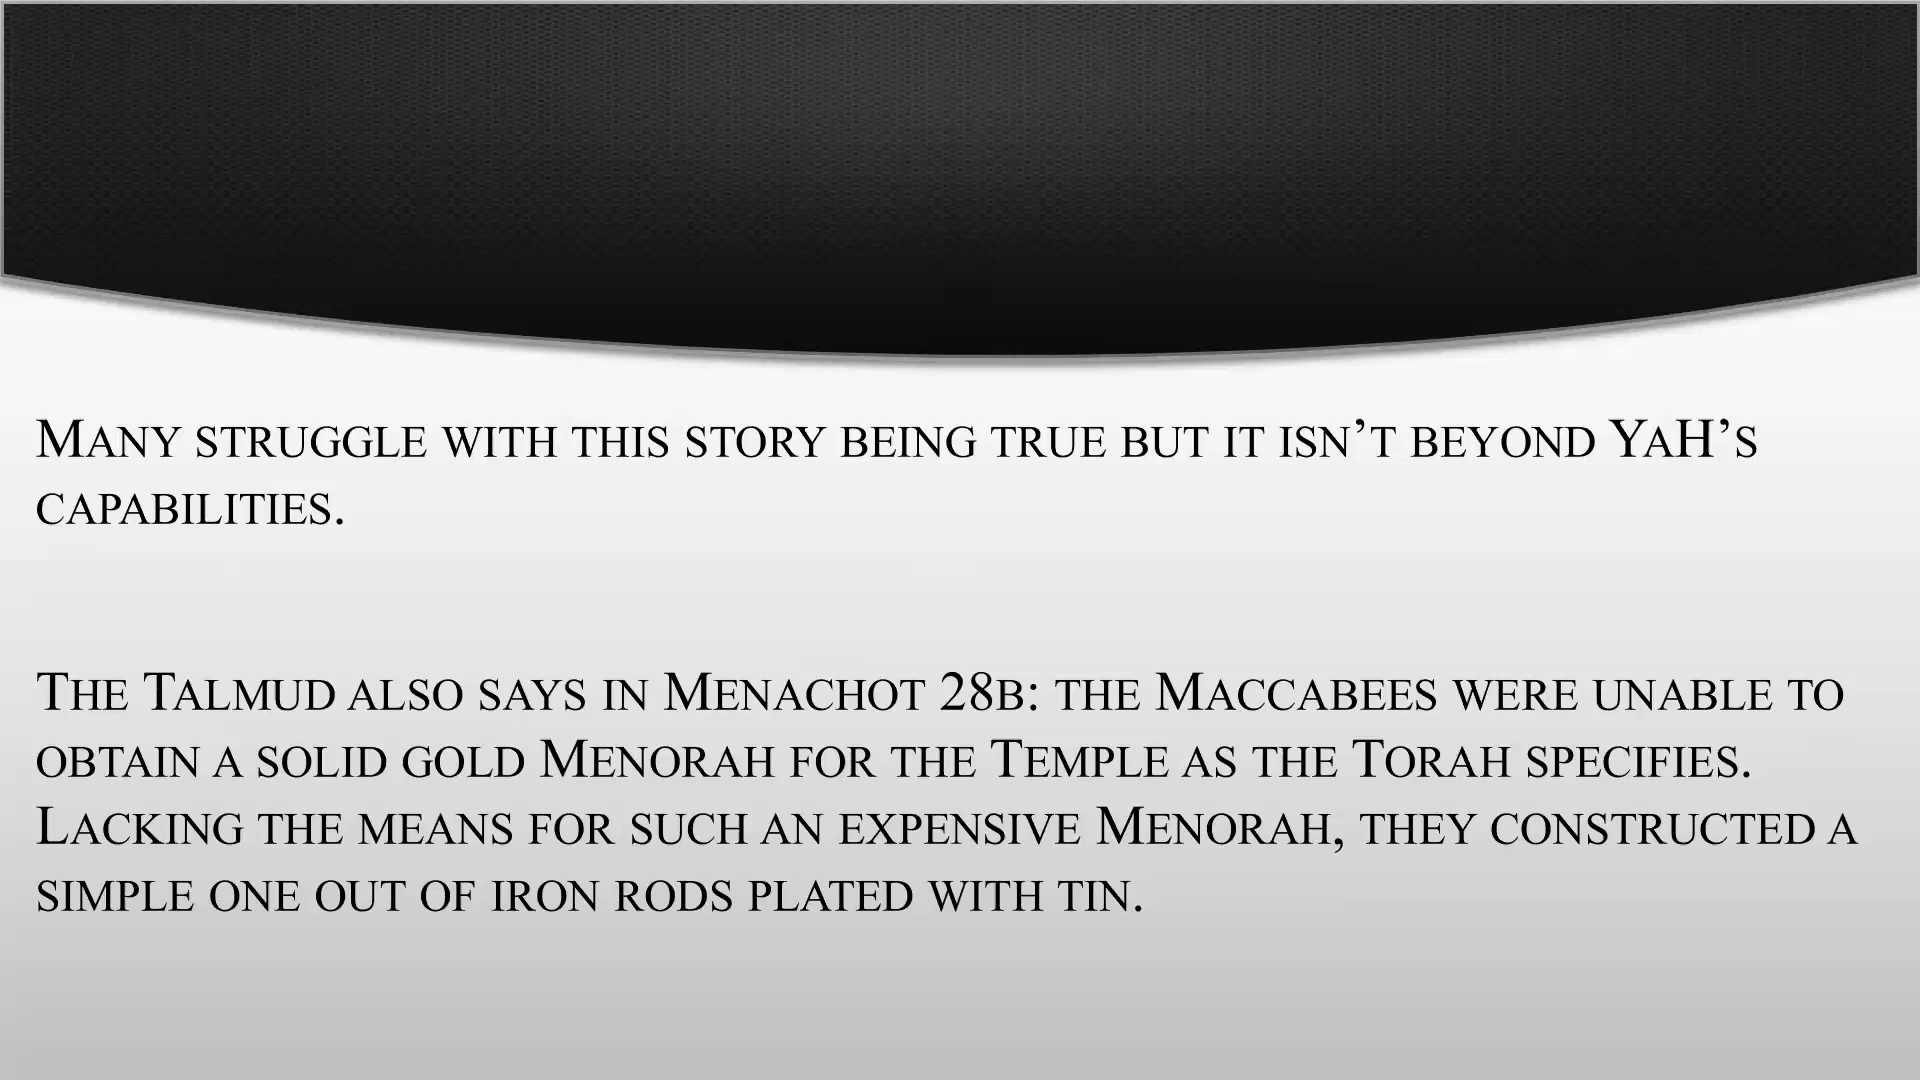 Many struggle with this story being true but it isn’t beyond YaH’s
capabilities.
The Talmud also says in Menachot 28b: the Maccabees were unable to
obtain a solid gold Menorah for the Temple as the Torah specifies.
Lacking the means for such an expensive Menorah, they constructed a
simple one out of iron rods plated with tin.